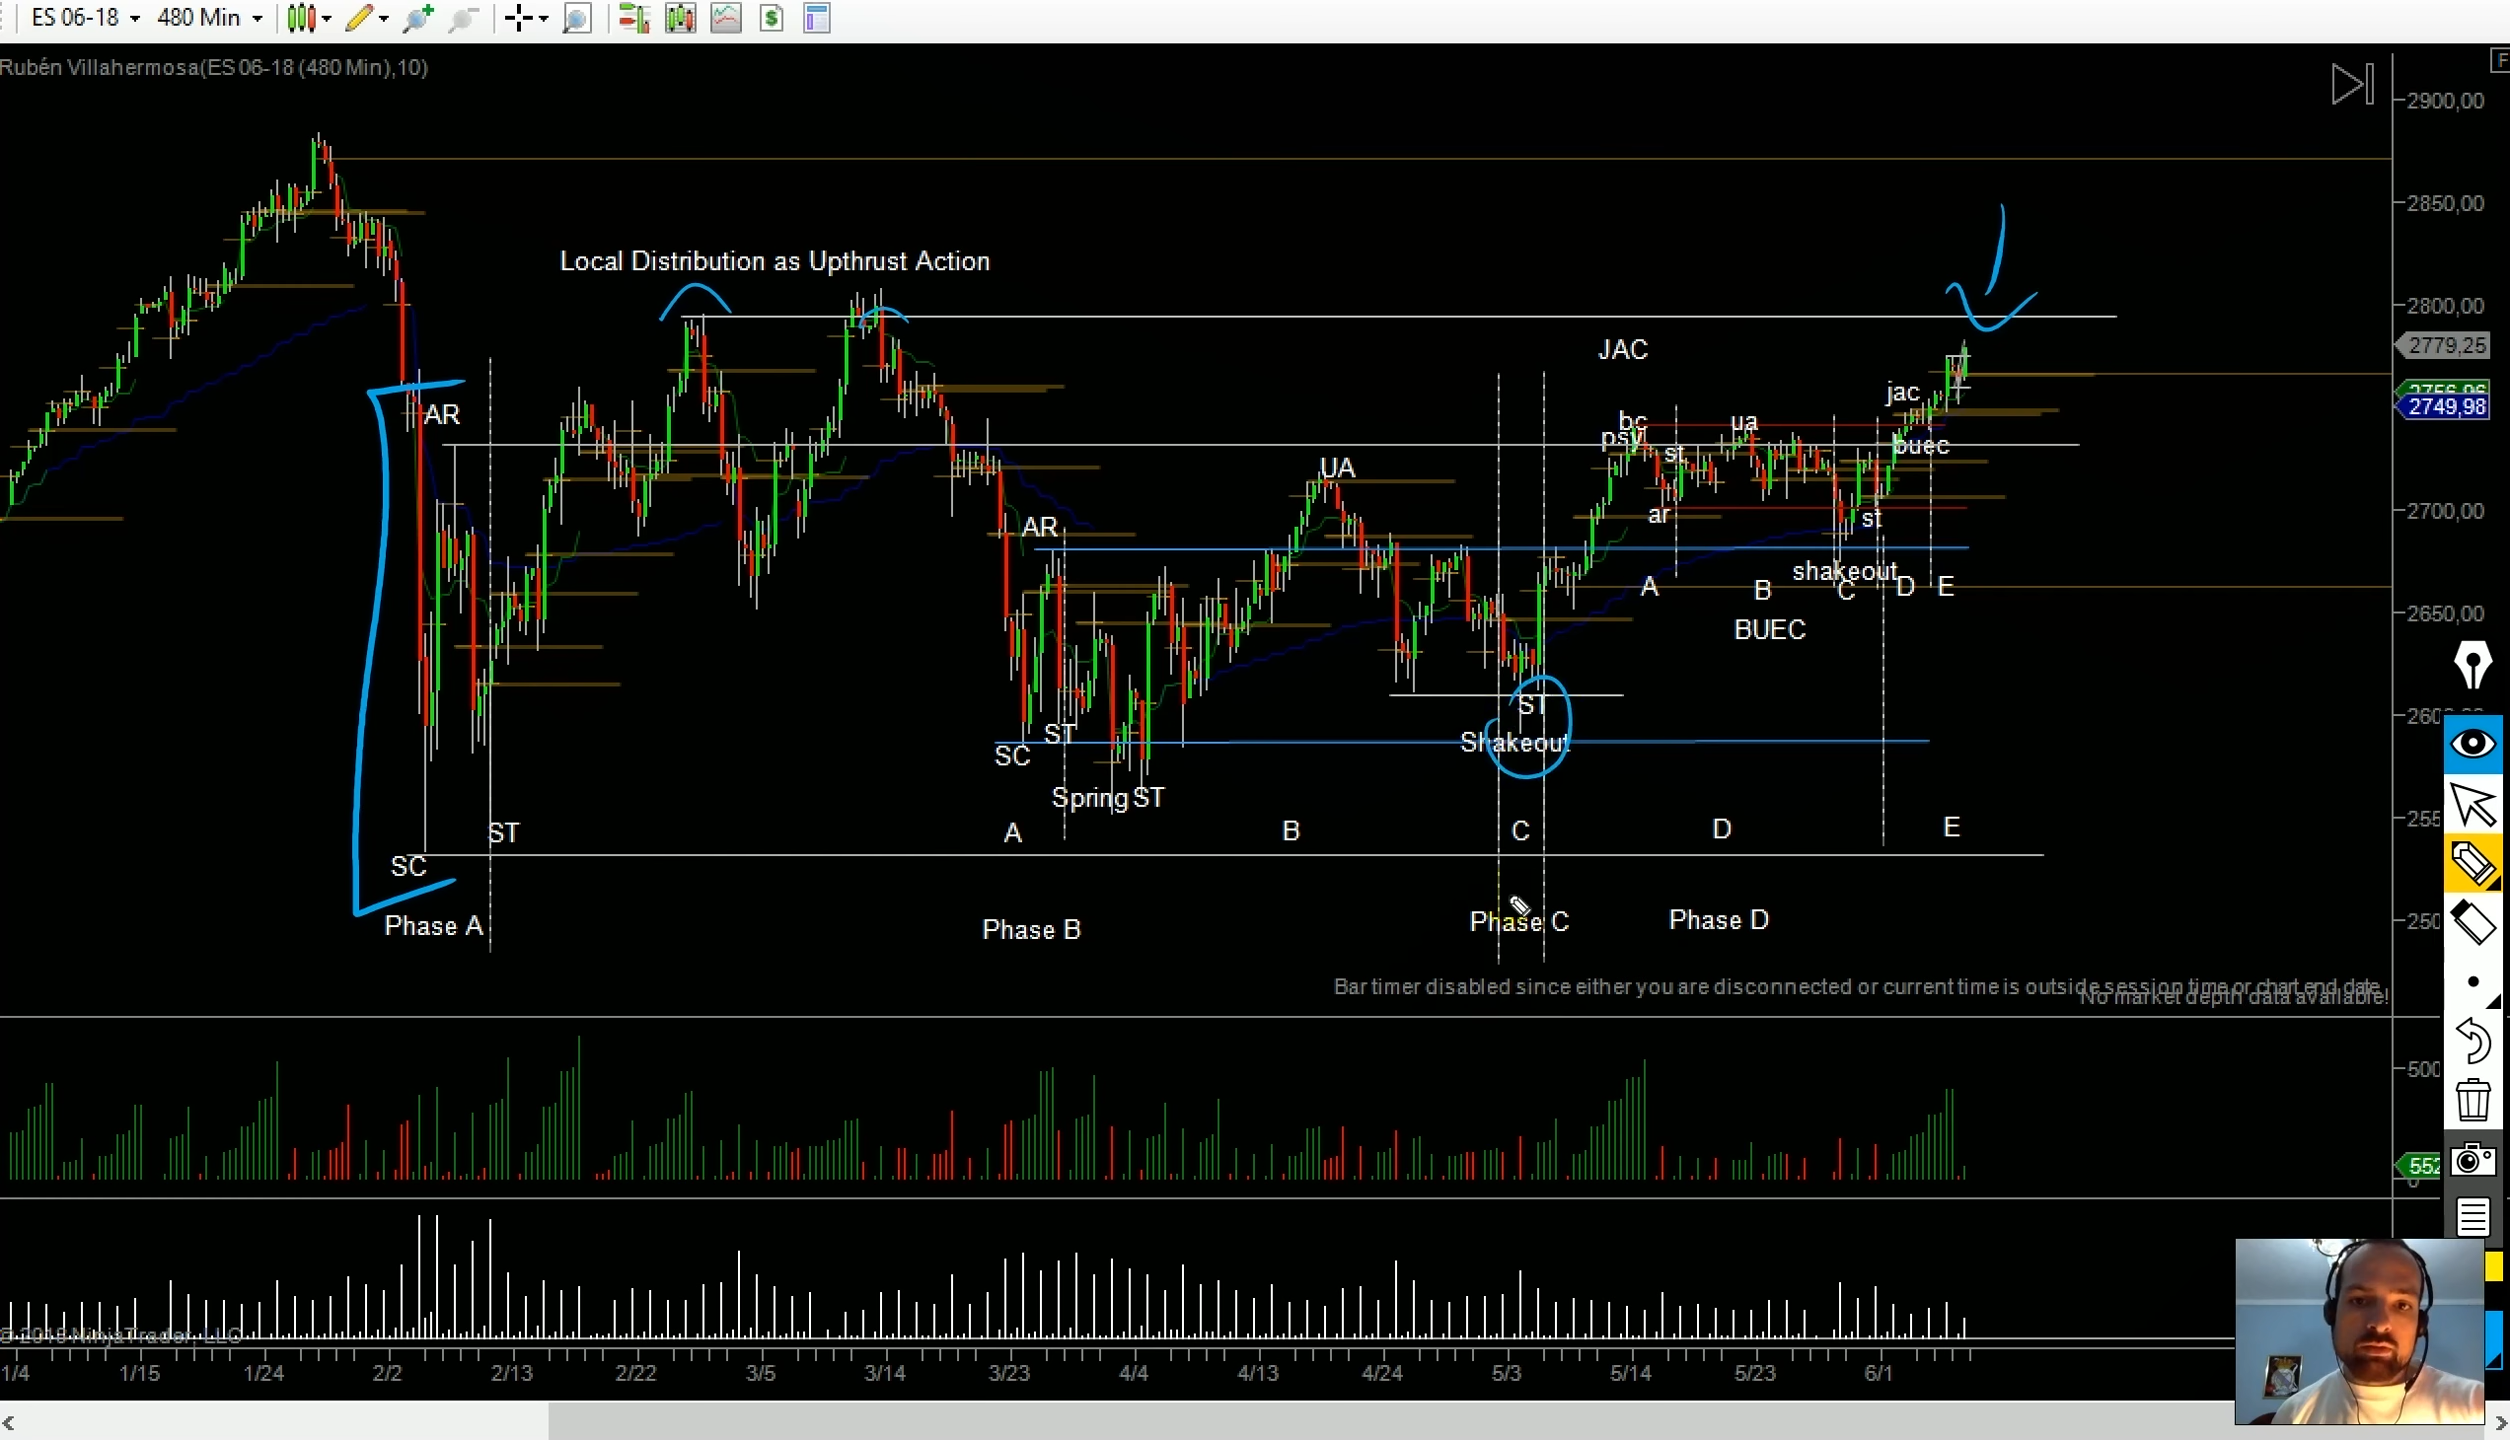 ES 06-18 480 Min
Rubén Villahermosa(ES 06-18 (480 Min),10)
F
2900,00
2850,00
Local Distribution as Upthrust Action
2800,00
JAC
2779,25
jac
2749,98
AR
bc
ua
psy
st
buec
UA
AR
ar
st
2700,00
shakeout
A
B
C
D
E
2650,00
BUEC
ST
ST
Shakeout
SC
Spring ST
ST
A
B
C
D
E
SC
Phase A
Phase B
Phase C
Phase D
Bar timer disabled since either you are disconnected or current time is outside session time or chart end date
No market depth data available!
500
552
0
© 2018 NinjaTrader, LLC
1/4 1/15 1/24 2/2 2/13 2/22 3/5 3/14 3/23 4/4 4/13 4/24 5/3 5/14 5/23 6/1